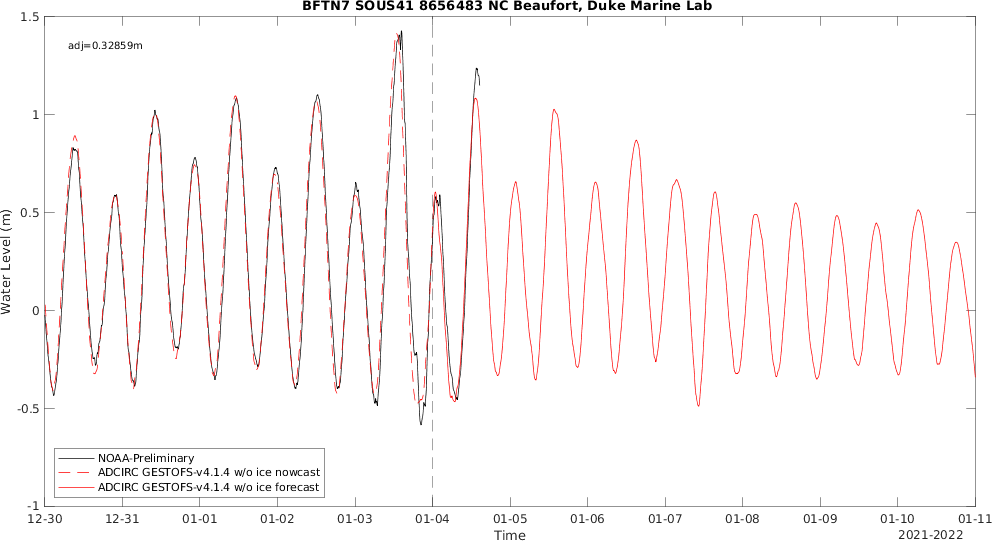 BFTN7 SOUS41 8656483 NC Beaufort, Duke Marine Lab
adj=0.32859m
1.5
1
0.5
0
-0.5
-1
Water Level (m)
NOAA-Preliminary
ADCIRC GESTOFS-v4.1.4 w/o ice nowcast
ADCIRC GESTOFS-v4.1.4 w/o ice forecast
12-30 12-31 01-01 01-02 01-03 01-04 01-05 01-06 01-07 01-08 01-09 01-10 01-11
Time
2021-2022